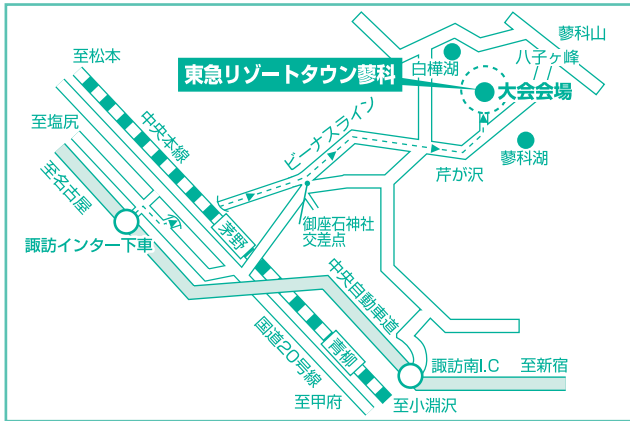 至松本
蓼科山
八子ヶ峰
白樺湖
東急リゾートタウン蓼科
大会会場
至塩尻
中央本線
ビーナスライン
蓼科湖
芹が沢
至名古屋
茅野
御座石神社
交差点
諏訪インター下車
中央自動車道
国道20号線
青柳
諏訪南I.C
至新宿
至甲府
至小淵沢